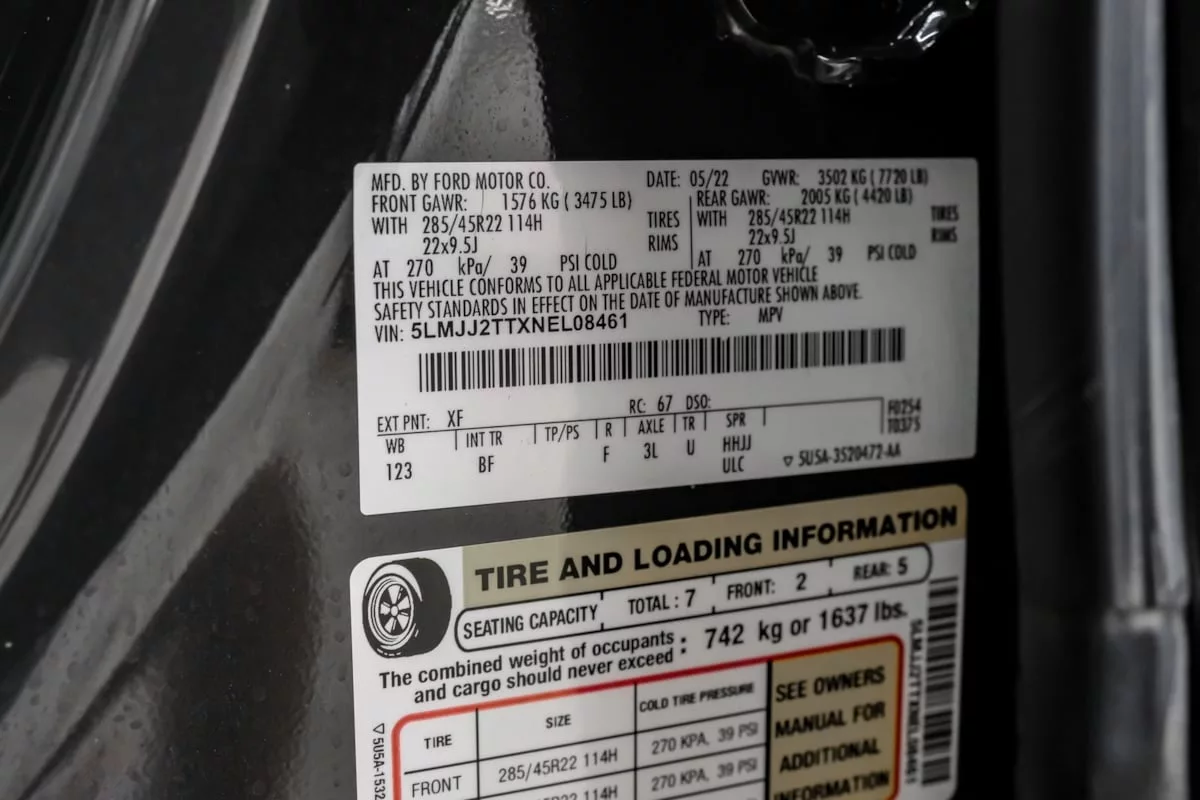 MFD. BY FORD MOTOR CO. DATE: 05/22 GVWR: 3502 KG ( 7720 LB)
FRONT GAWR: 1576 KG ( 3475 LB) REAR GAWR: 2005 KG ( 4420 LB)
WITH 285/45R22 114H TIRES WITH 285/45R22 114H TIRES
22x9.5J RIMS 22x9.5J RIMS
AT 270 kPa/ 39 PSI COLD AT 270 kPa/ 39 PSI COLD
THIS VEHICLE CONFORMS TO ALL APPLICABLE FEDERAL MOTOR VEHICLE
SAFETY STANDARDS IN EFFECT ON THE DATE OF MANUFACTURE SHOWN ABOVE.
VIN: 5LMJJ2TTXNEL08461 TYPE: MPV
EXT PNT: XF RC: 67 DSO: F0254
WB INT TR TP/PS R AXLE TR SPR T0375
123 BF F 3L U HHJJ
ULC ▽ 5U5A-3520472-AA
TIRE AND LOADING INFORMATION
SEATING CAPACITY TOTAL : 7 FRONT: 2 REAR: 5
The combined weight of occupants
and cargo should never exceed : 742 kg or 1637 lbs.
TIRE SIZE COLD TIRE PRESSURE
FRONT 285/45R22 114H 270 KPA, 39 PSI
114H 270 KPA, 39 PSI
SEE OWNERS
MANUAL FOR
ADDITIONAL
INFORMATION
5LMJJ2TTXNEL08461
▽ 5U5A-1532